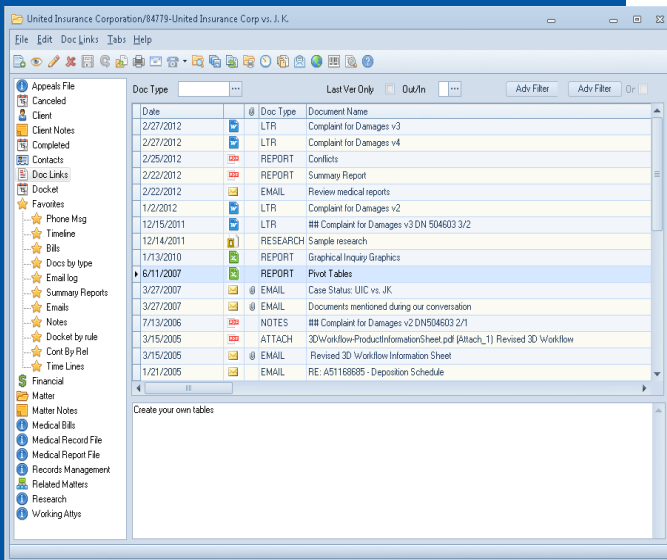 United Insurance Corporation/84779-United Insurance Corp vs. J. K.
File Edit Doc Links Tabs Help
Appeals File
Canceled
Client
Client Notes
Completed
Contacts
Doc Links
Docket
Favorites
Phone Msg
Timeline
Bills
Docs by type
Email log
Summary Reports
Emails
Notes
Docket by rule
Cont By Rel
Time Lines
Financial
Matter
Matter Notes
Medical Bills
Medical Record File
Medical Report File
Records Management
Related Matters
Research
Working Attys
Doc Type ... Last Ver Only Out/In ... Adv Filter Adv Filter Or
Date Doc Type Document Name
2/27/2012 LTR Complaint for Damages v3
2/27/2012 LTR Complaint for Damages v4
2/25/2012 REPORT Conflicts
2/22/2012 REPORT Summary Report
2/22/2012 EMAIL Review medical reports
1/2/2012 LTR Complaint for Damages v2
12/15/2011 LTR ## Complaint for Damages v3 DN 504603 3/2
12/14/2011 RESEARCH Sample research
1/13/2010 REPORT Graphical Inquiry Graphics
6/11/2007 REPORT Pivot Tables
3/27/2007 EMAIL Case Status: UIC vs. JK
3/27/2007 EMAIL Documents mentioned during our conversation
7/13/2006 NOTES ## Complaint for Damages v2 DN504603 2/1
3/15/2005 ATTACH 3DWorkflow-ProductInformationSheet.pdf (Attach_1) Revised 3D Workflow
3/15/2005 EMAIL Revised 3D Workflow Information Sheet
1/21/2005 EMAIL RE: A51168685 - Deposition Schedule
Create your own tables